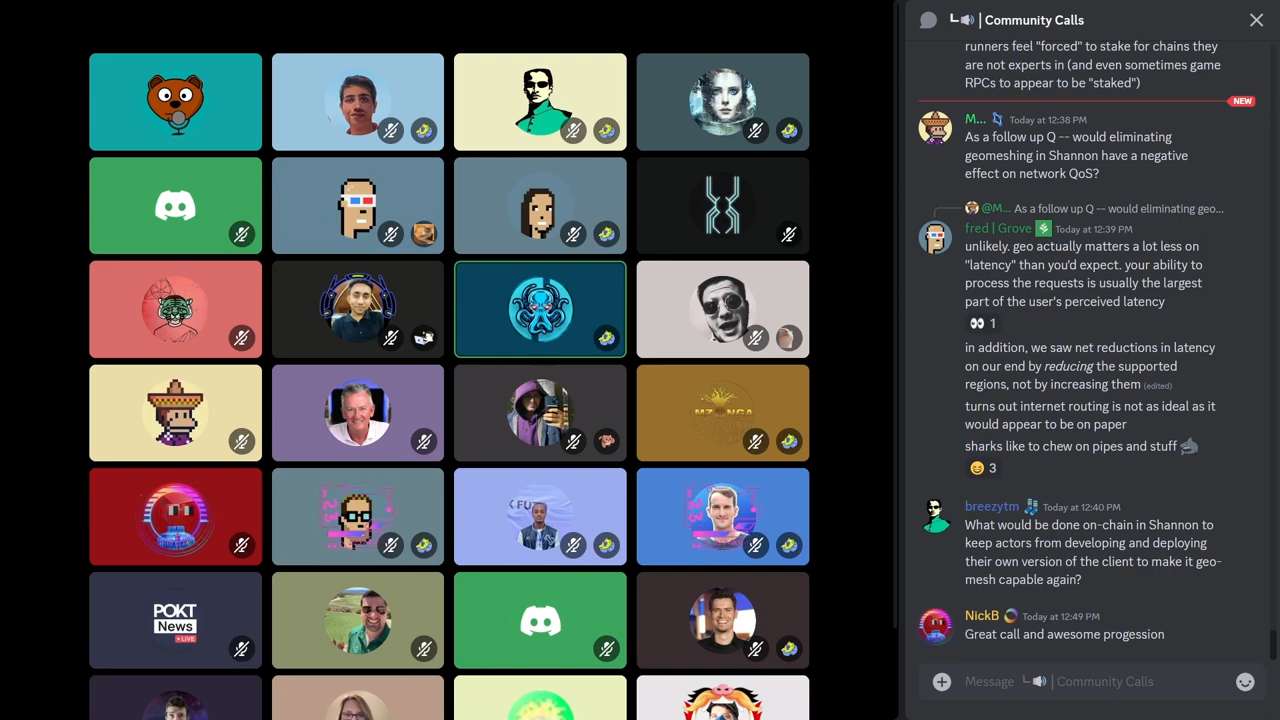 Community Calls
runners feel "forced" to stake for chains they
are not experts in (and even sometimes game
RPCs to appear to be "staked")
NEW
M... Today at 12:38 PM
As a follow up Q -- would eliminating
geomeshing in Shannon have a negative
effect on network QoS?
@M... As a follow up Q -- would eliminating geo...
fred | Grove Today at 12:39 PM
unlikely. geo actually matters a lot less on
"latency" than you'd expect. your ability to
process the requests is usually the largest
part of the user's perceived latency
1
in addition, we saw net reductions in latency
on our end by reducing the supported
regions, not by increasing them (edited)
turns out internet routing is not as ideal as it
would appear to be on paper
sharks like to chew on pipes and stuff
3
breezytm Today at 12:40 PM
What would be done on-chain in Shannon to
keep actors from developing and deploying
their own version of the client to make it geo-
mesh capable again?
NickB Today at 12:49 PM
Great call and awesome progession
Message Community Calls
MZONGA
POKT
News
LIVE